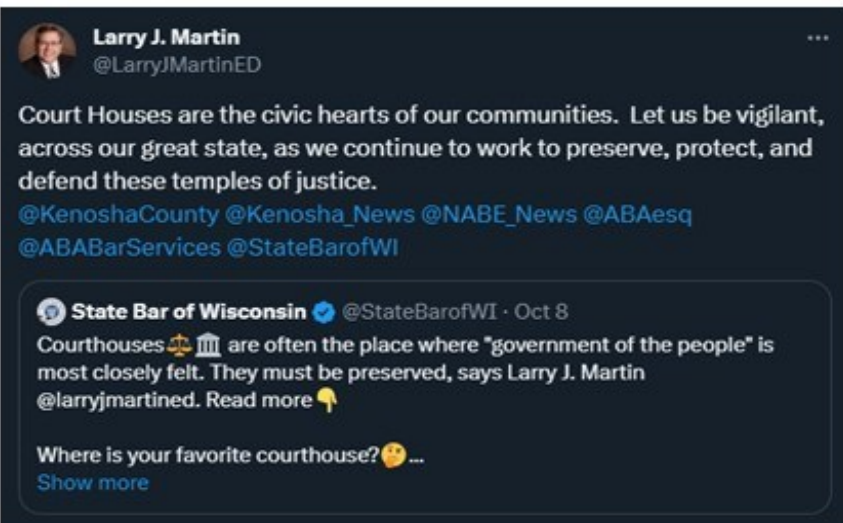 Larry J. Martin
@LarryJMartinED
Court Houses are the civic hearts of our communities.  Let us be vigilant,
across our great state, as we continue to work to preserve, protect, and
defend these temples of justice.
@KenoshaCounty @Kenosha_News @NABE_News @ABAesq
@ABABarServices @StateBarofWI
State Bar of Wisconsin @StateBarofWI · Oct 8
Courthouses⚖️🏛️ are often the place where "government of the people" is
most closely felt. They must be preserved, says Larry J. Martin
@larryjmartined. Read more👇
Where is your favorite courthouse?🤔...
Show more